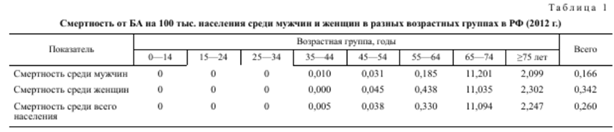 Таблица 1
Смертность от БА на 100 тыс. населения среди мужчин и женщин в разных возрастных группах в РФ (2012 г.)
Показатель Возрастная группа, годы Всего
0—14 15—24 25—34 35—44 45—54 55—64 65—74 ≥75 лет
Смертность среди мужчин 0 0 0 0,010 0,031 0,185 11,201 2,099 0,166
Смертность среди женщин 0 0 0 0,000 0,045 0,438 11,035 2,302 0,342
Смертность среди всего 0 0 0 0,005 0,038 0,330 11,094 2,247 0,260
населения